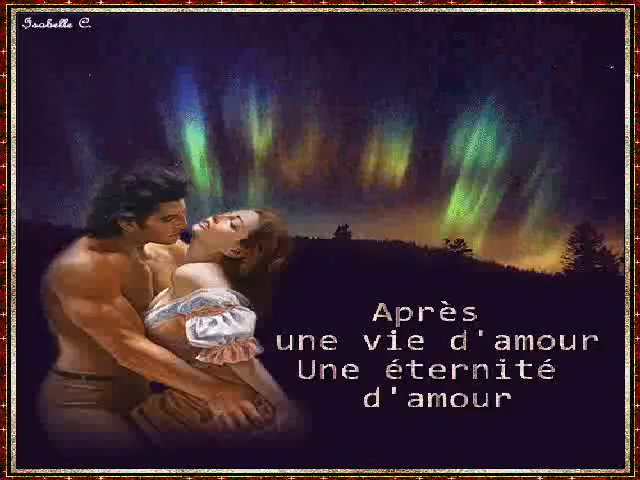 Isabelle C.
Après
une vie d'amour
Une éternité
d'amour